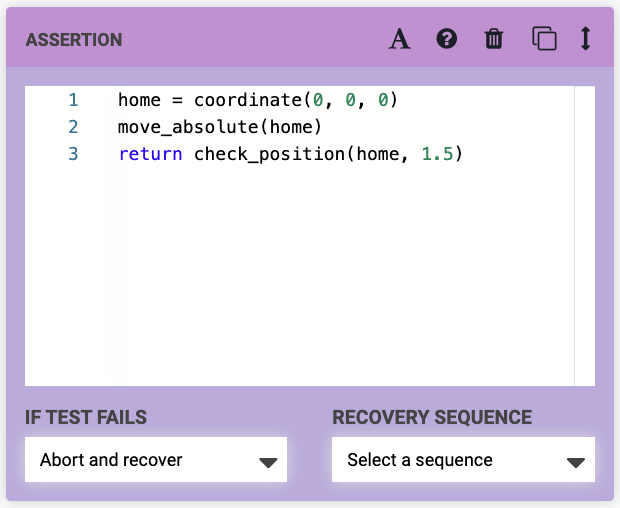 ASSERTION
A ?
1 home = coordinate(0, 0, 0)
2 move_absolute(home)
3 return check_position(home, 1.5)
IF TEST FAILS RECOVERY SEQUENCE
Abort and recover Select a sequence